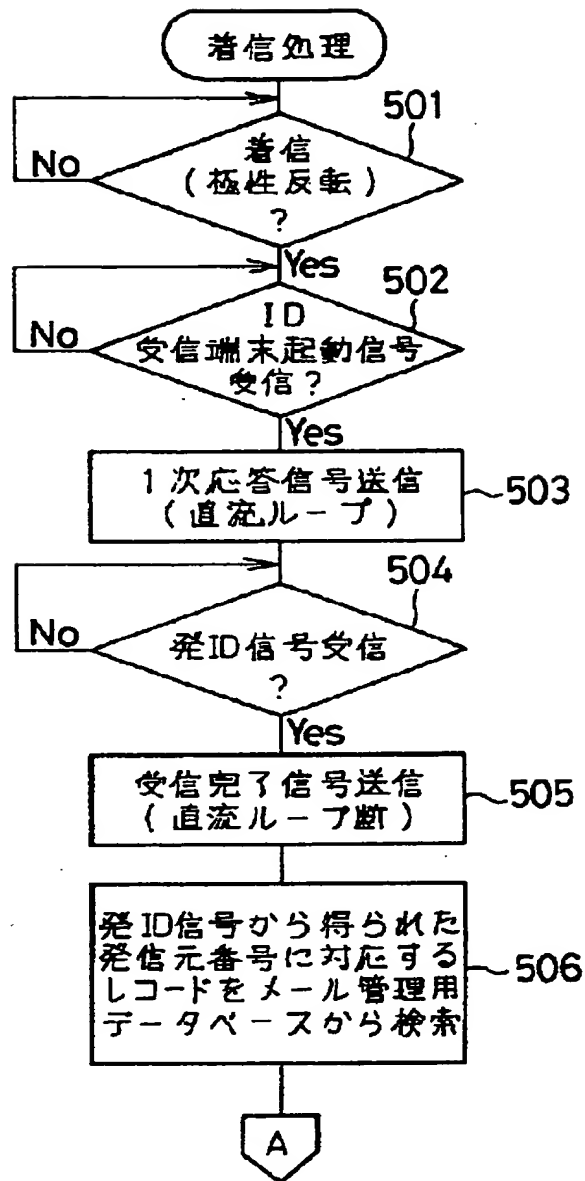 着信処理
501
着信
(極性反転)
?
No
Yes
502
ID
受信端末起動信号
受信?
No
Yes
1次応答信号送信
(直流ループ)
503
504
発ID信号受信
?
No
Yes
受信完了信号送信
(直流ループ断)
505
発ID信号から得られた
発信元番号に対応する
レコードをメール管理用
データベースから検索
506
A